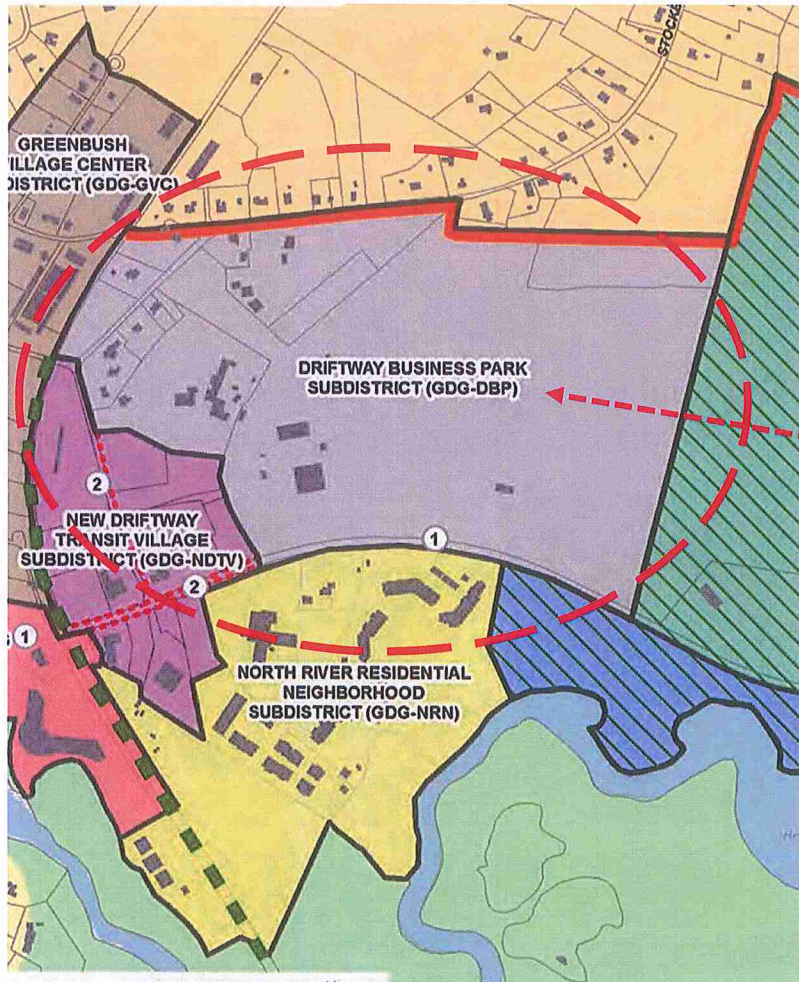 STOCKB
GREENBUSH
VILLAGE CENTER
DISTRICT (GDG-GVC)
DRIFTWAY BUSINESS PARK
SUBDISTRICT (GDG-DBP)
2
NEW DRIFTWAY
TRANSIT VILLAGE
SUBDISTRICT (GDG-NDTV)
1
2
1
NORTH RIVER RESIDENTIAL
NEIGHBORHOOD
SUBDISTRICT (GDG-NRN)